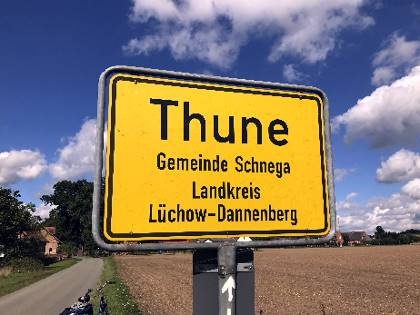 Thune
Gemeinde Schnega
Landkreis
Lüchow-Dannenberg